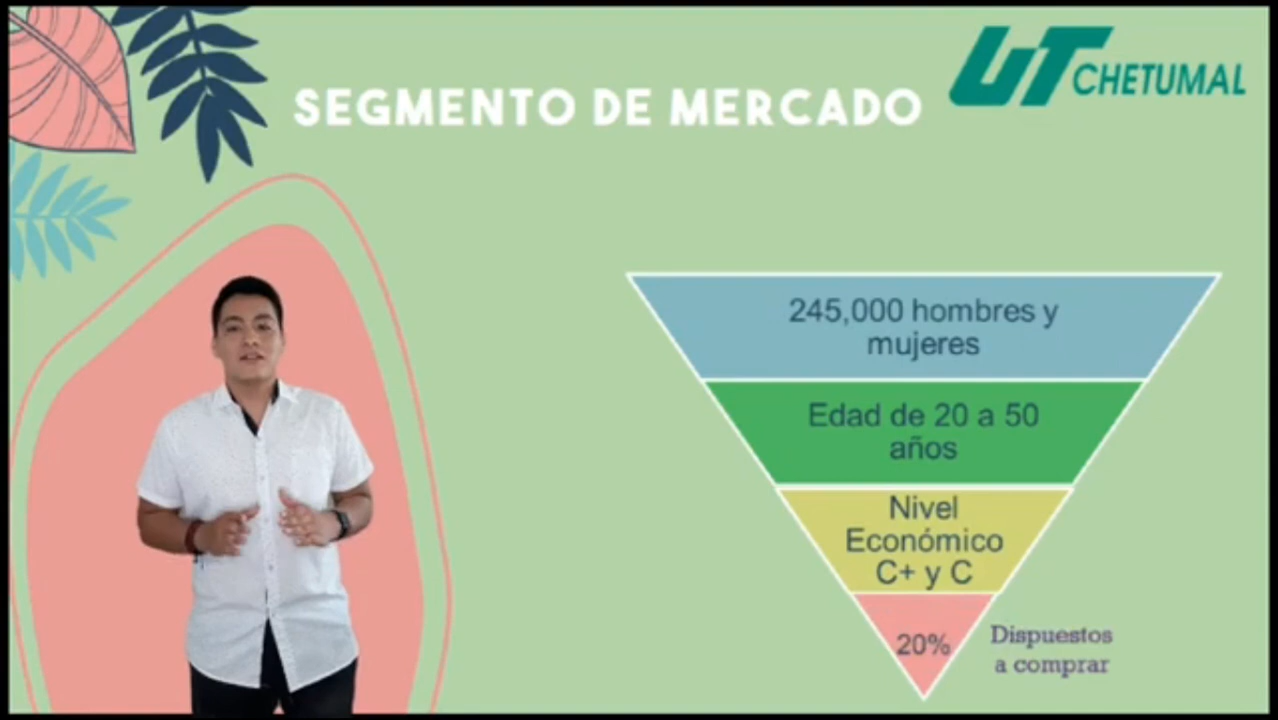 SEGMENTO DE MERCADO
UT CHETUMAL
245,000 hombres y
mujeres
Edad de 20 a 50
años
Nivel
Económico
C+ y C
20%
Dispuestos
a comprar